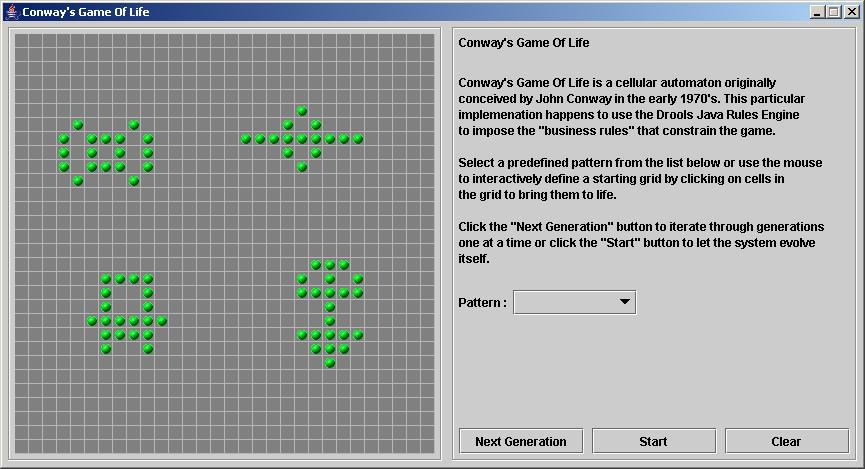 Conway's Game Of Life
Conway's Game Of Life
Conway's Game Of Life is a cellular automaton originally
conceived by John Conway in the early 1970's. This particular
implemenation happens to use the Drools Java Rules Engine
to impose the "business rules" that constrain the game.
Select a predefined pattern from the list below or use the mouse
to interactively define a starting grid by clicking on cells in
the grid to bring them to life.
Click the "Next Generation" button to iterate through generations
one at a time or click the "Start" button to let the system evolve
itself.
Pattern :
Next Generation Start Clear